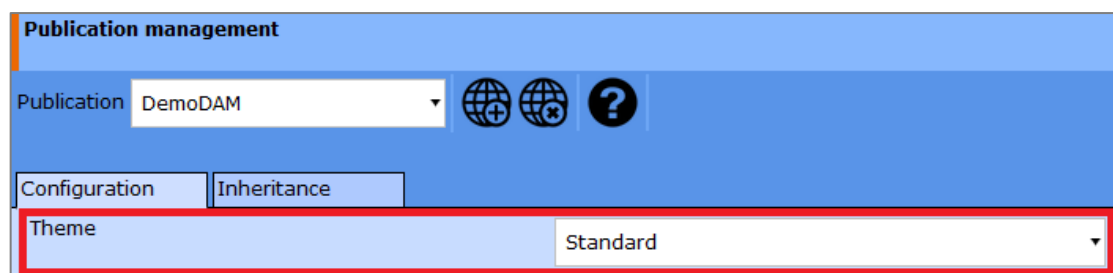 Publication management
Publication DemoDAM
Configuration Inheritance
Theme Standard